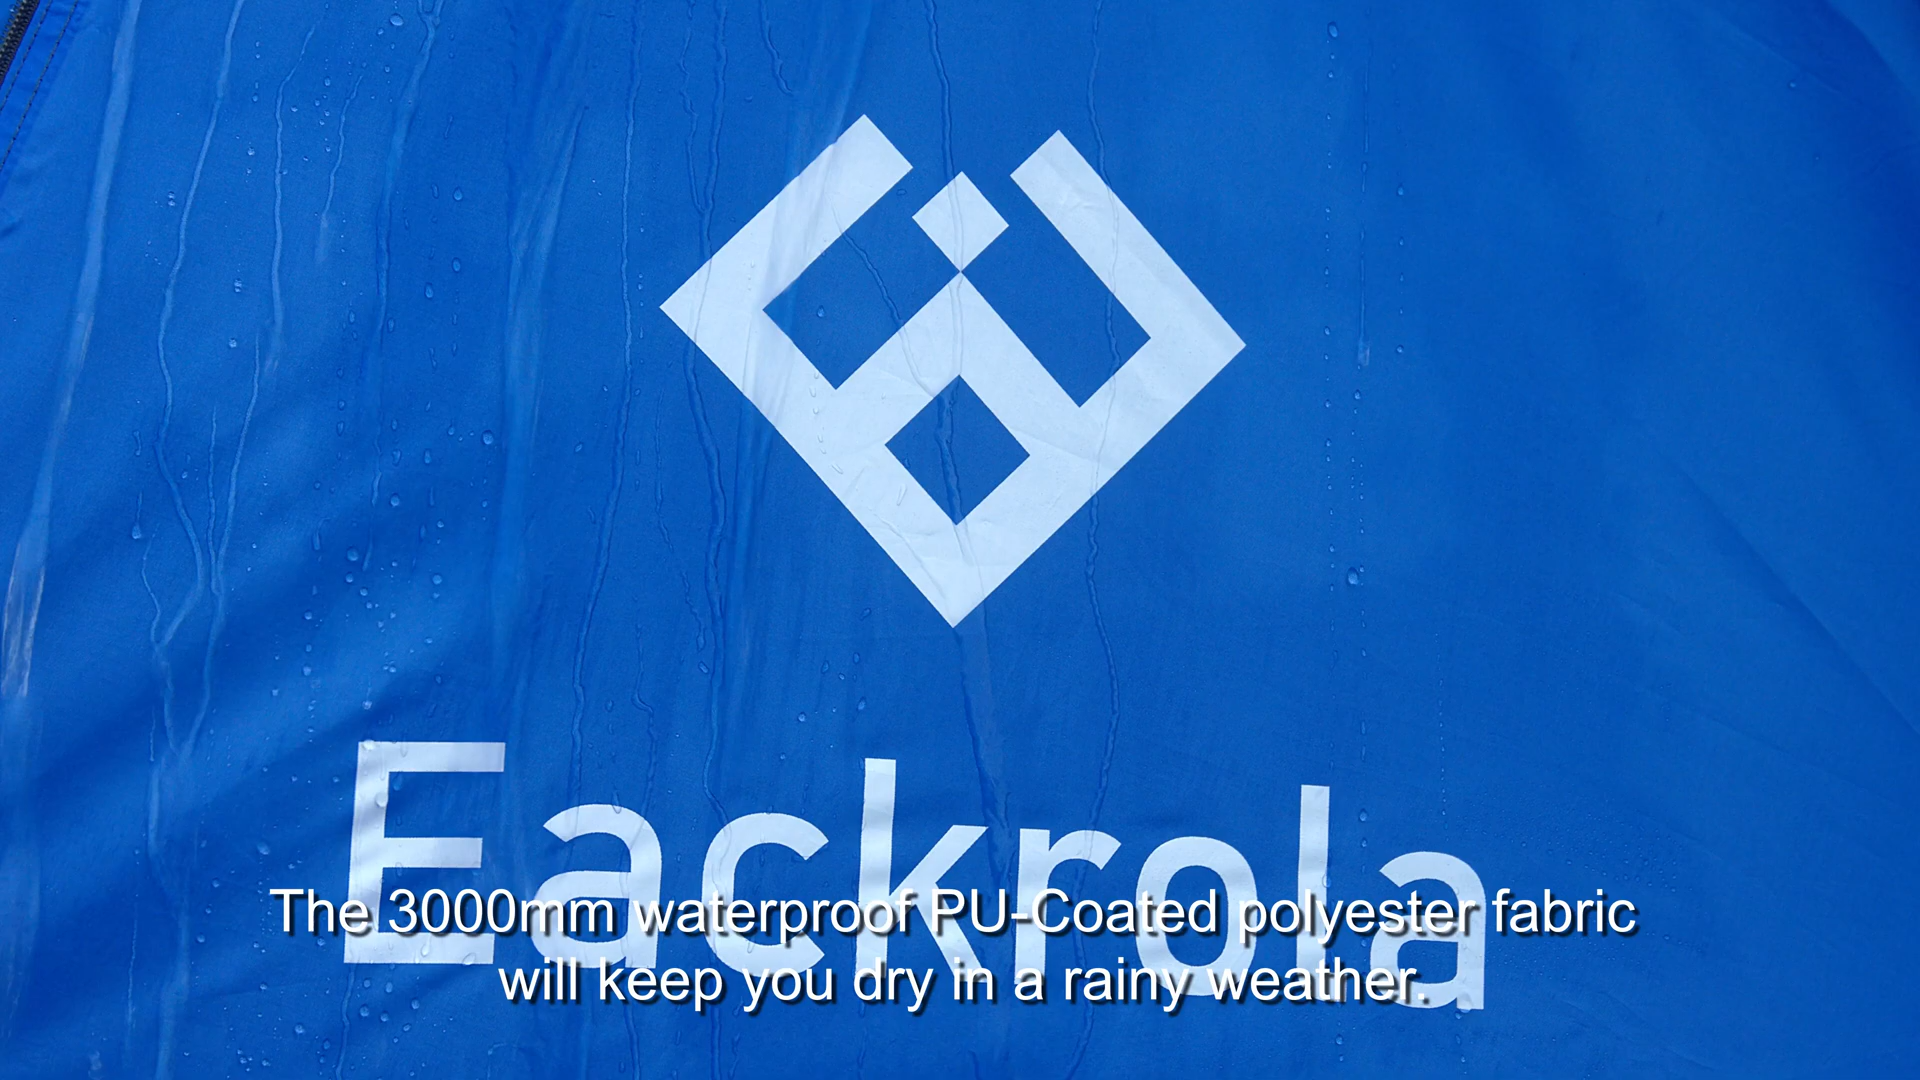 Eackrola
The 3000mm waterproof PU-Coated polyester fabric
will keep you dry in a rainy weather.